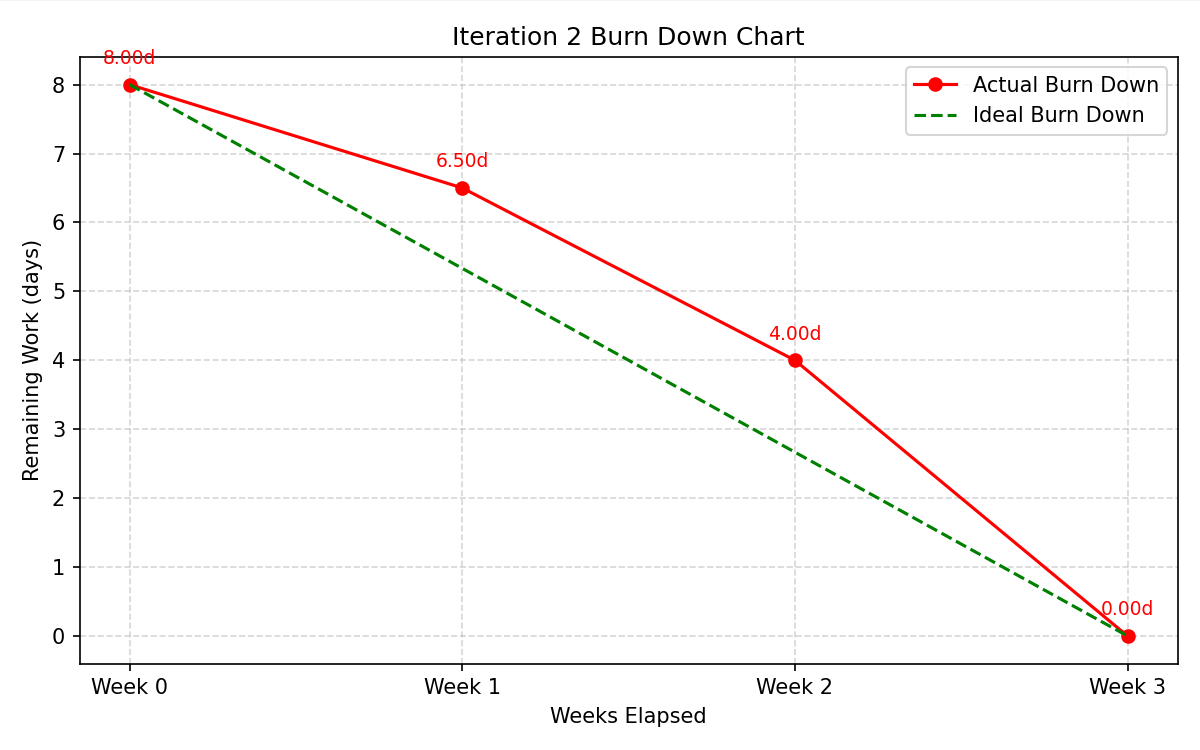 Iteration 2 Burn Down Chart
8.00d
Actual Burn Down
Ideal Burn Down
8
7
6.50d
6
5
4.00d
4
3
2
1
0.00d
0
Remaining Work (days)
Week 0
Week 1
Week 2
Week 3
Weeks Elapsed